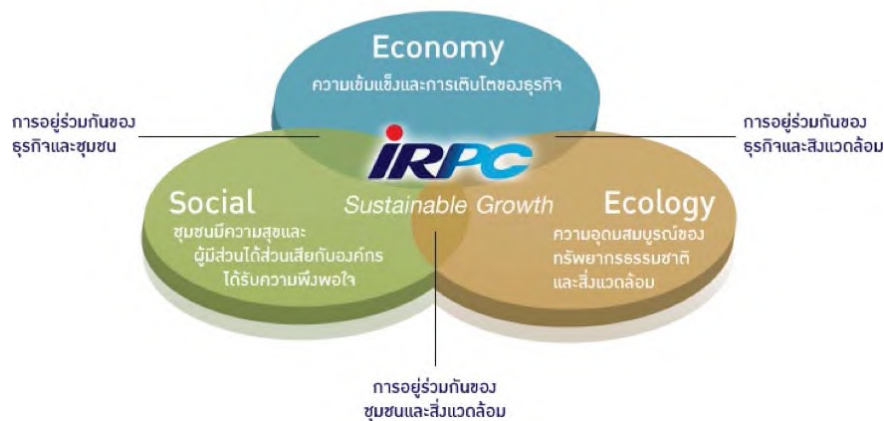 Economy
ความเข้มแข็งและการเติบโตของธุรกิจ
การอยู่ร่วมกันของ
ธุรกิจและชุมชน
การอยู่ร่วมกันของ
ธุรกิจและสิ่งแวดล้อม
IRPC
Sustainable Growth
Social
ชุมชนมีความสุขและ
ผู้มีส่วนได้ส่วนเสียกับองค์กร
ได้รับความพึงพอใจ
Ecology
ความอุดมสมบูรณ์ของ
ทรัพยากรธรรมชาติ
และสิ่งแวดล้อม
การอยู่ร่วมกันของ
ชุมชนและสิ่งแวดล้อม